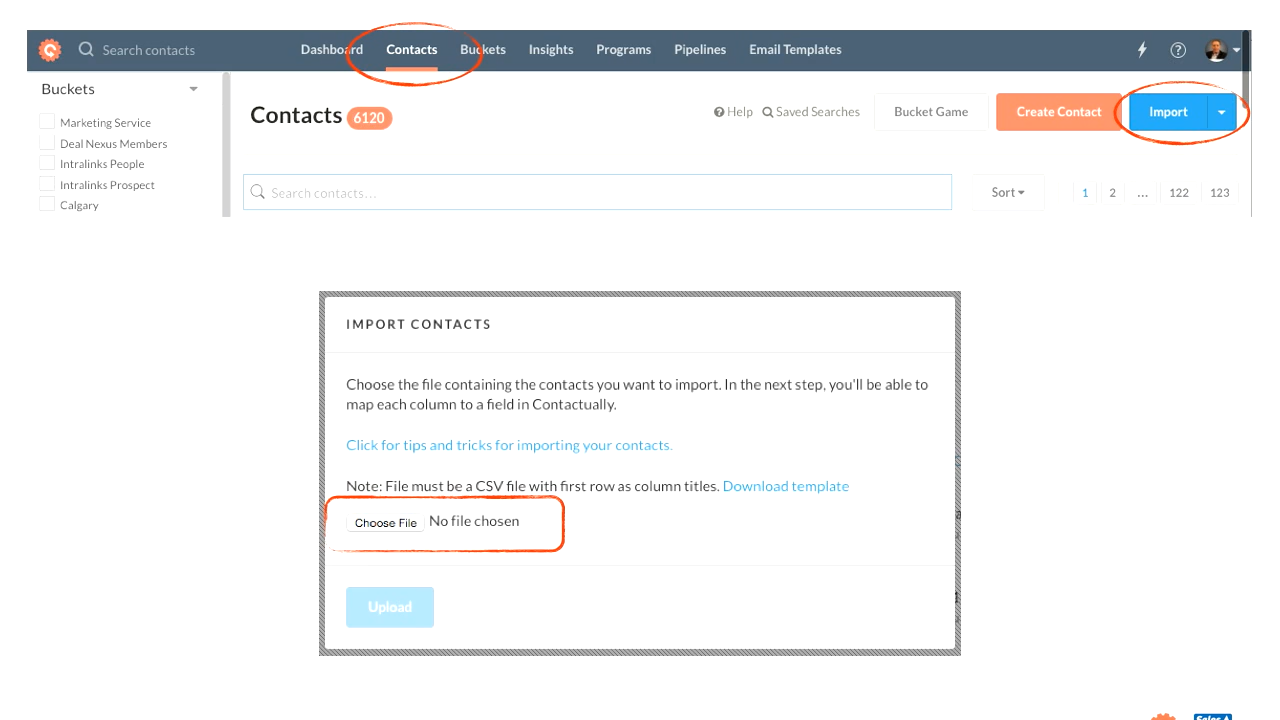 Search contacts Dashboard Contacts Buckets Insights Programs Pipelines Email Templates
Buckets
Marketing Service
Deal Nexus Members
Intralinks People
Intralinks Prospect
Calgary
Contacts 6120
Help Saved Searches Bucket Game Create Contact Import
Search contacts...
Sort 1 2 ... 122 123
IMPORT CONTACTS
Choose the file containing the contacts you want to import. In the next step, you'll be able to
map each column to a field in Contactually.
Click for tips and tricks for importing your contacts.
Note: File must be a CSV file with first row as column titles. Download template
Choose File No file chosen
Upload